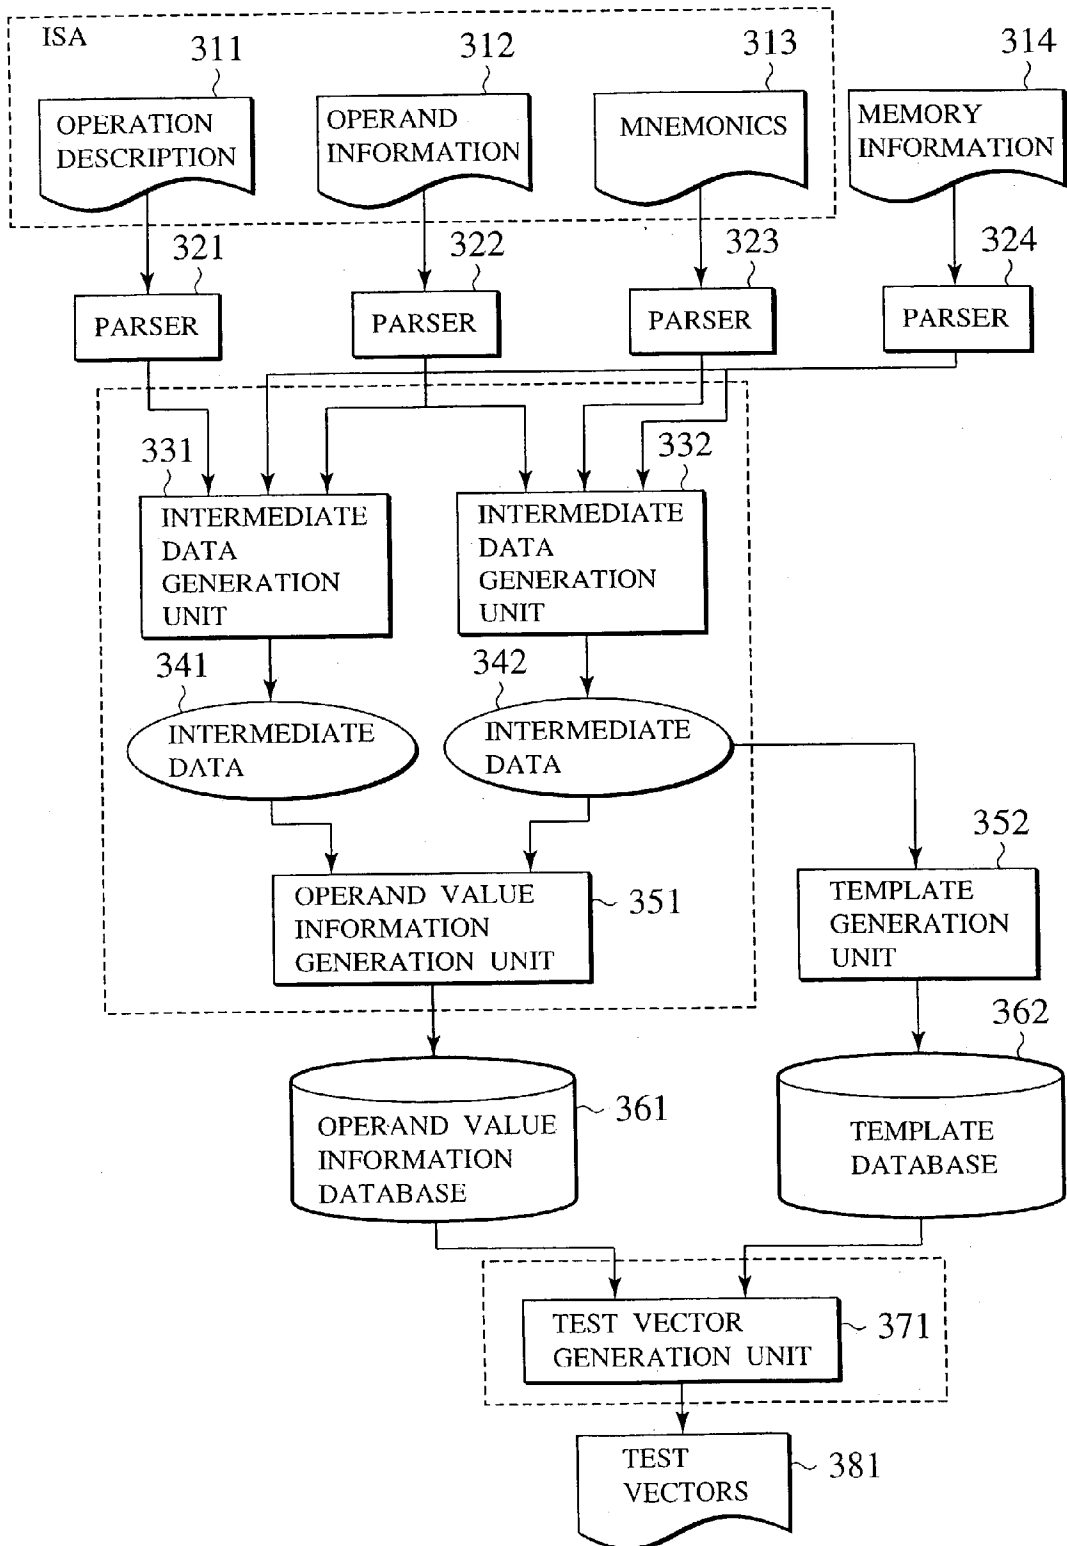 ISA
311
312
313
314
OPERATION
DESCRIPTION
OPERAND
INFORMATION
MNEMONICS
MEMORY
INFORMATION
321
322
323
324
PARSER
PARSER
PARSER
PARSER
331
332
INTERMEDIATE
DATA
GENERATION
UNIT
INTERMEDIATE
DATA
GENERATION
UNIT
341
342
INTERMEDIATE
DATA
INTERMEDIATE
DATA
352
OPERAND VALUE
INFORMATION
GENERATION UNIT
351
TEMPLATE
GENERATION
UNIT
362
OPERAND VALUE
INFORMATION
DATABASE
361
TEMPLATE
DATABASE
TEST VECTOR
GENERATION UNIT
371
TEST
VECTORS
381